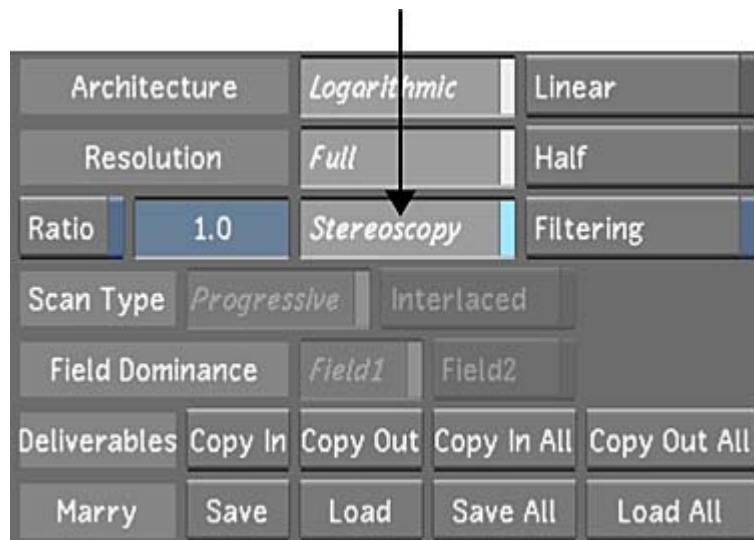 Architecture Logarithmic Linear
Resolution Full Half
Ratio 1.0 Stereoscopy Filtering
Scan Type Progressive Interlaced
Field Dominance Field1 Field2
Deliverables Copy In Copy Out Copy In All Copy Out All
Marry Save Load Save All Load All